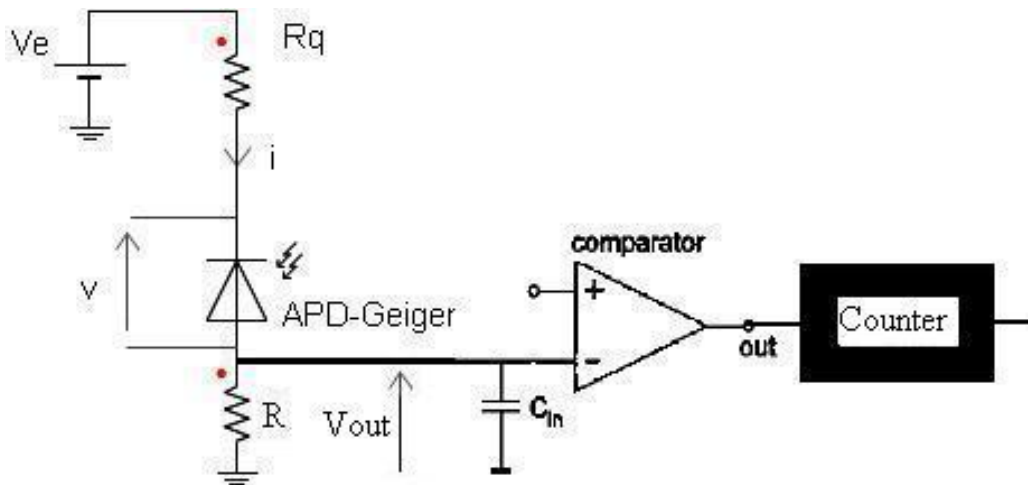 Ve
Rq
i
v
APD-Geiger
comparator
+
-
out
Counter
R
Vout
Cin